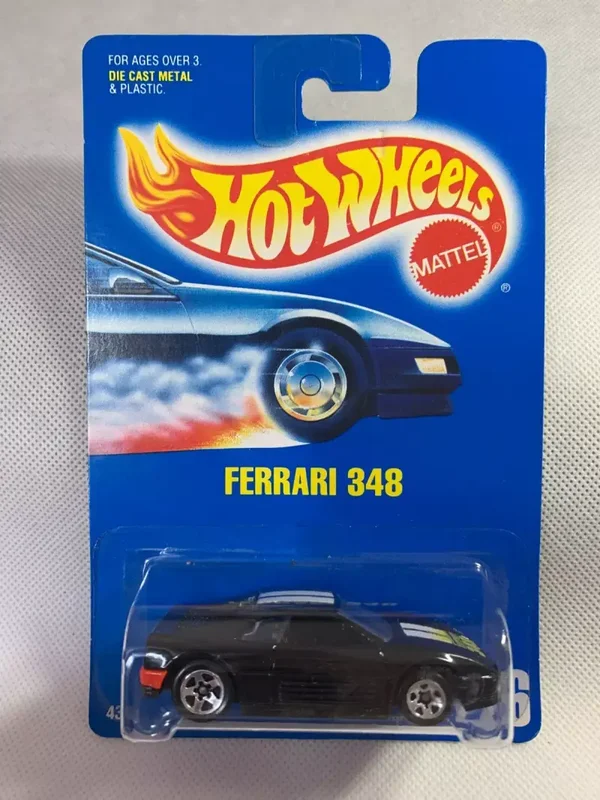 FOR AGES OVER 3.
DIE CAST METAL
& PLASTIC.
HOT WHEELS
®
MATTEL
®
FERRARI 348